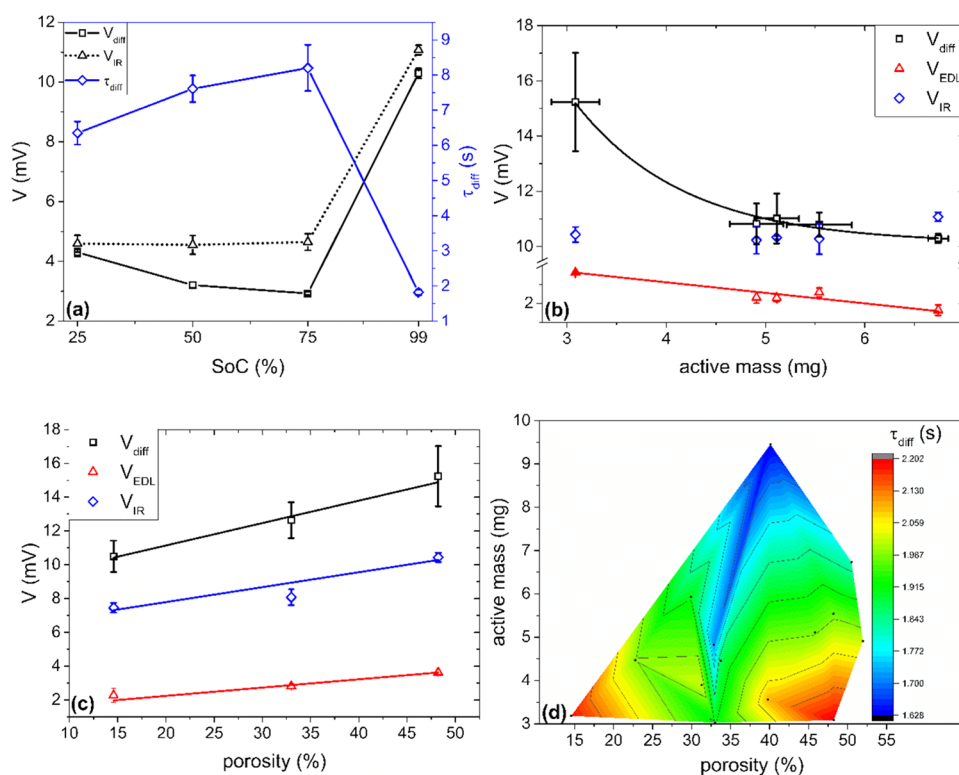 12
10
8
6
4
2
V (mV)
V_diff
V_IR
τ_diff
9
8
7
6
5
4
3
2
1
τ_diff (s)
(a)
25 50 75 99
SoC (%)
18
16
14
12
10
2
V (mV)
V_diff
V_EDL
V_IR
(b)
3 4 5 6
active mass (mg)
18
16
14
12
10
8
6
4
2
V (mV)
V_diff
V_EDL
V_IR
(c)
10 15 20 25 30 35 40 45 50
porosity (%)
10
9
8
7
6
5
4
3
active mass (mg)
τ_diff (s)
2.202
2.130
2.059
1.987
1.915
1.843
1.772
1.700
1.628
(d)
15 20 25 30 35 40 45 50 55
porosity (%)